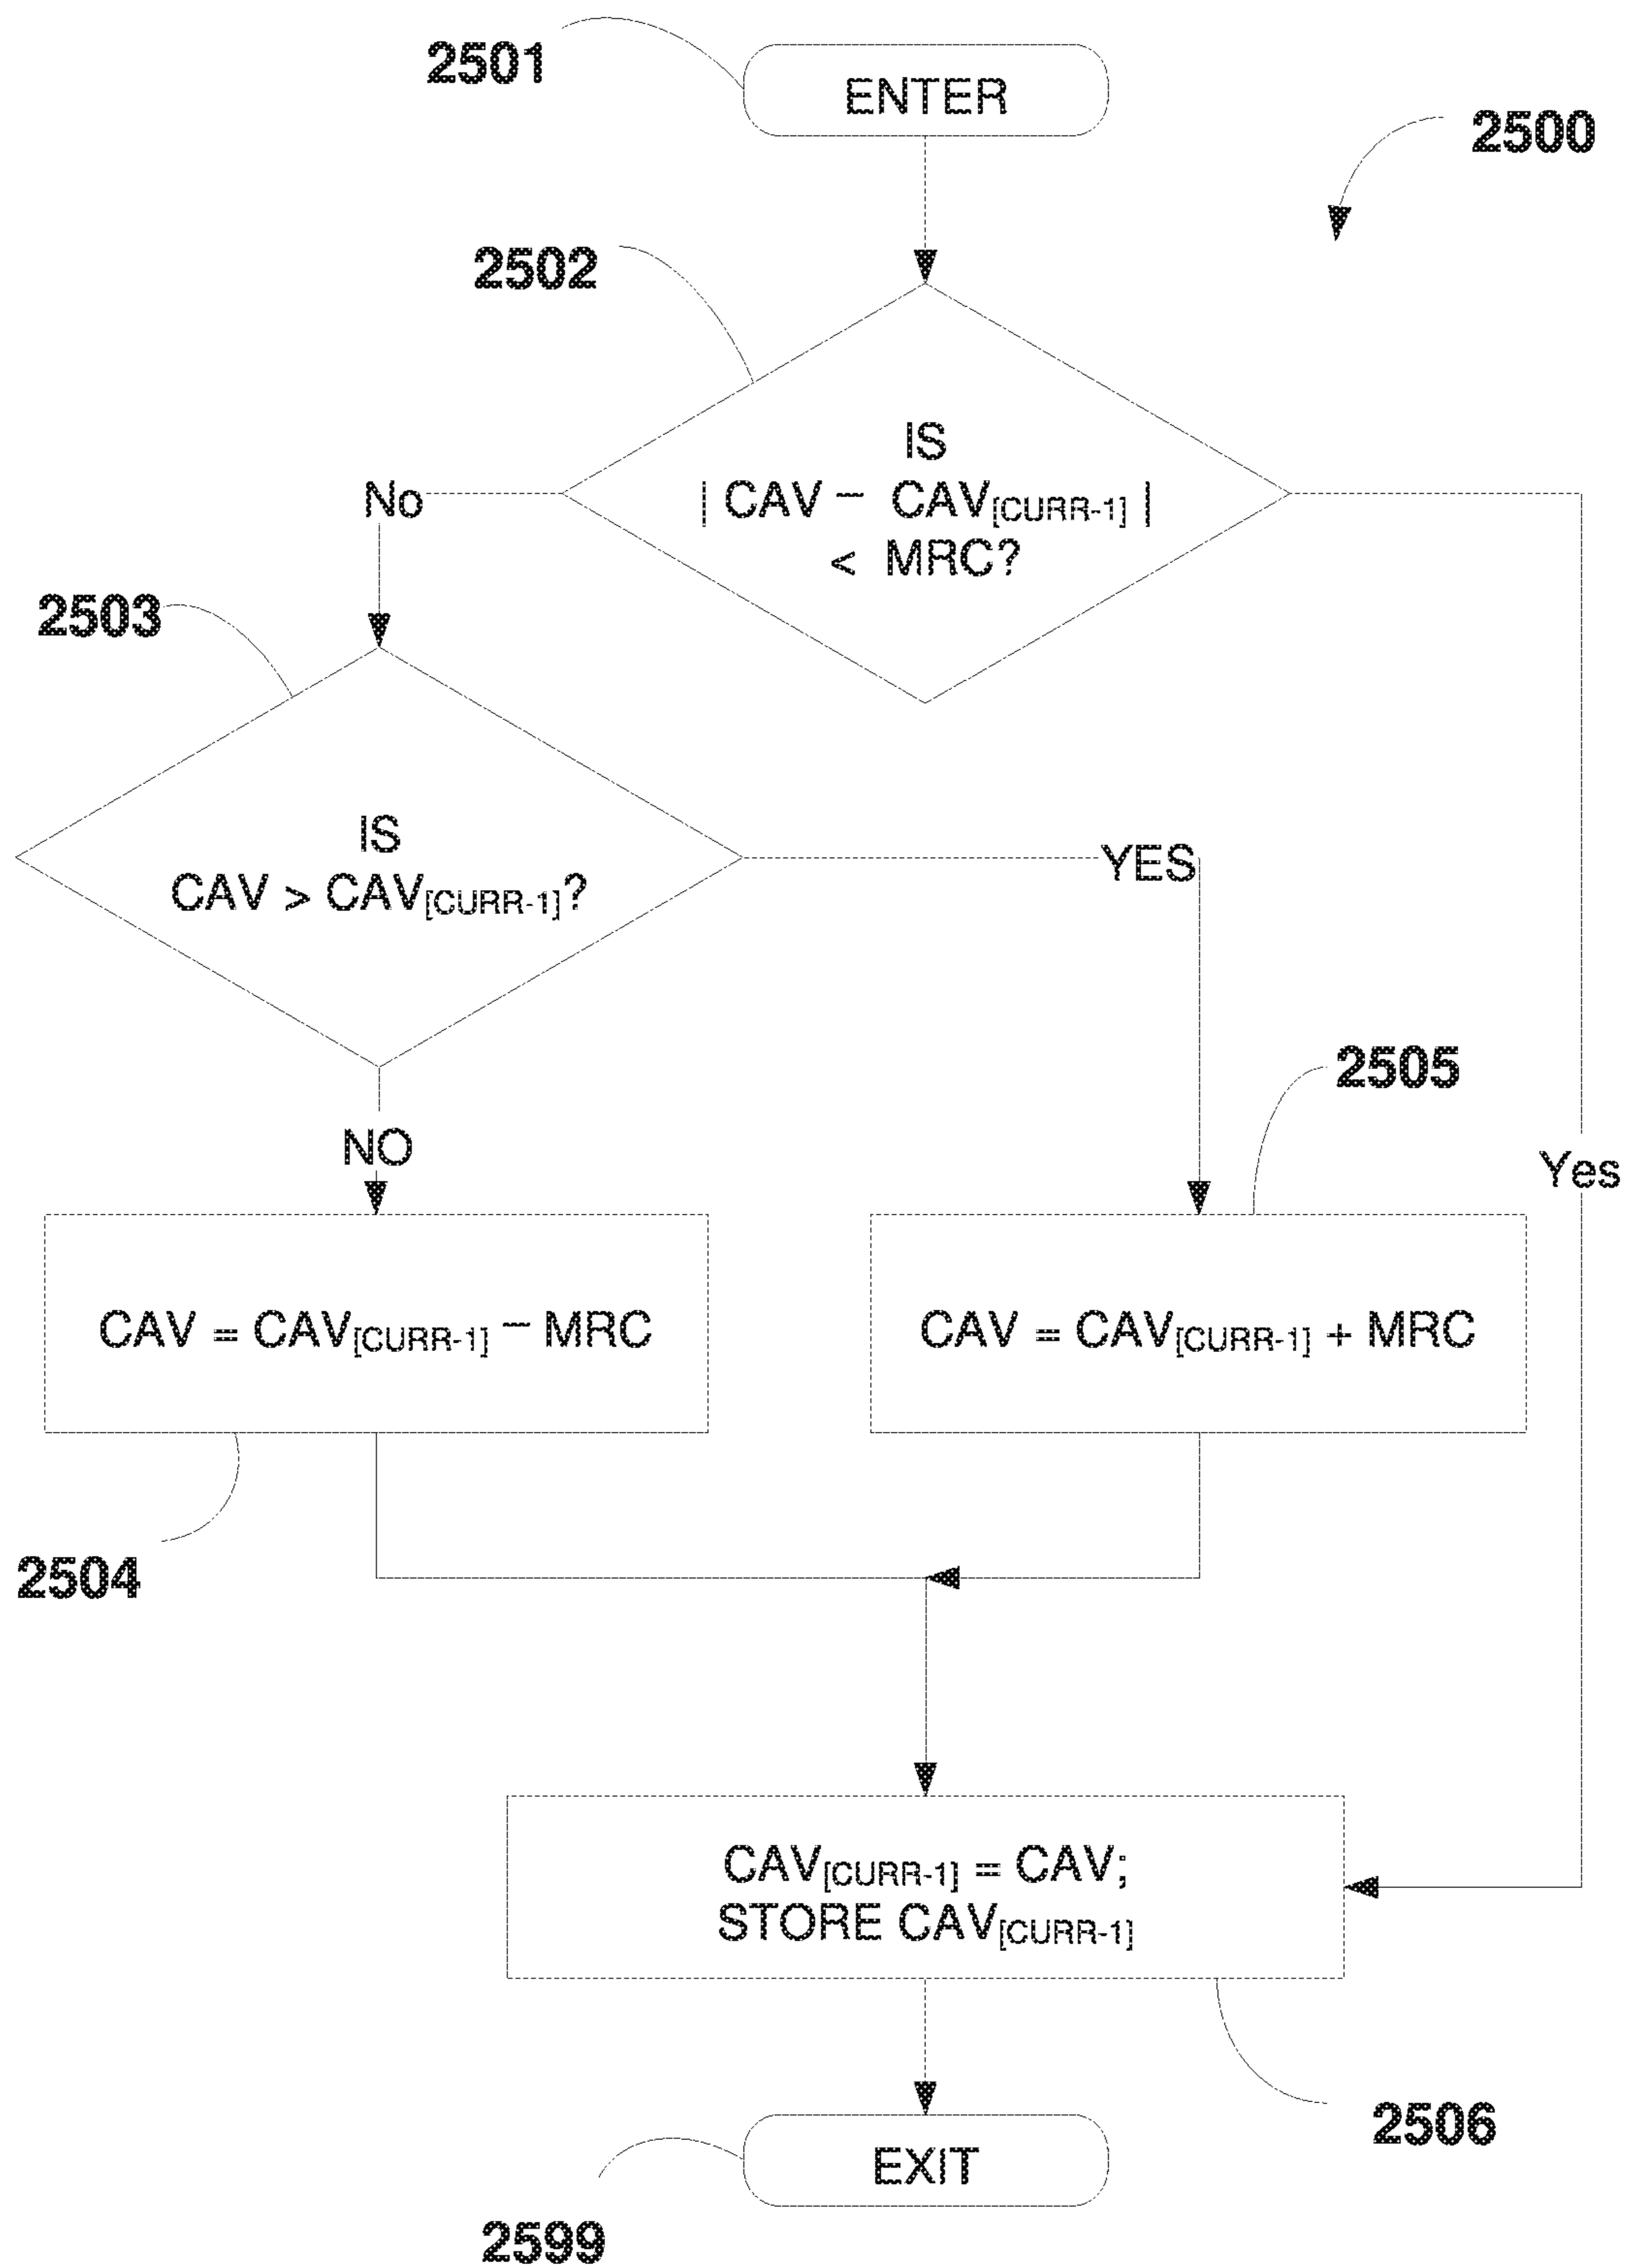 2501
ENTER
2500
2502
IS
| CAV − CAV[CURR-1] |
< MRC?
No
2503
IS
CAV > CAV[CURR-1]?
YES
2505
NO
Yes
CAV = CAV[CURR-1] − MRC
CAV = CAV[CURR-1] + MRC
2504
CAV[CURR-1] = CAV;
STORE CAV[CURR-1]
2506
EXIT
2599